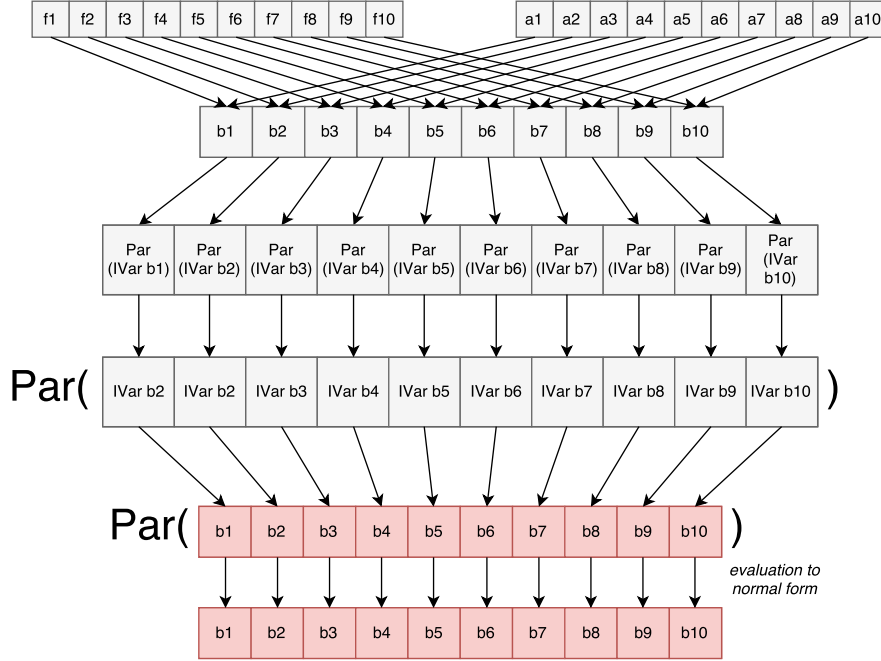 f1 f2 f3 f4 f5 f6 f7 f8 f9 f10 a1 a2 a3 a4 a5 a6 a7 a8 a9 a10
b1 b2 b3 b4 b5 b6 b7 b8 b9 b10
Par Par Par Par Par Par Par Par Par Par
(IVar b1) (IVar b2) (IVar b3) (IVar b4) (IVar b5) (IVar b6) (IVar b7) (IVar b8) (IVar b9) (IVar
b10)
Par( IVar b2 IVar b2 IVar b3 IVar b4 IVar b5 IVar b6 IVar b7 IVar b8 IVar b9 IVar b10 )
Par( b1 b2 b3 b4 b5 b6 b7 b8 b9 b10 )
evaluation to
normal form
b1 b2 b3 b4 b5 b6 b7 b8 b9 b10